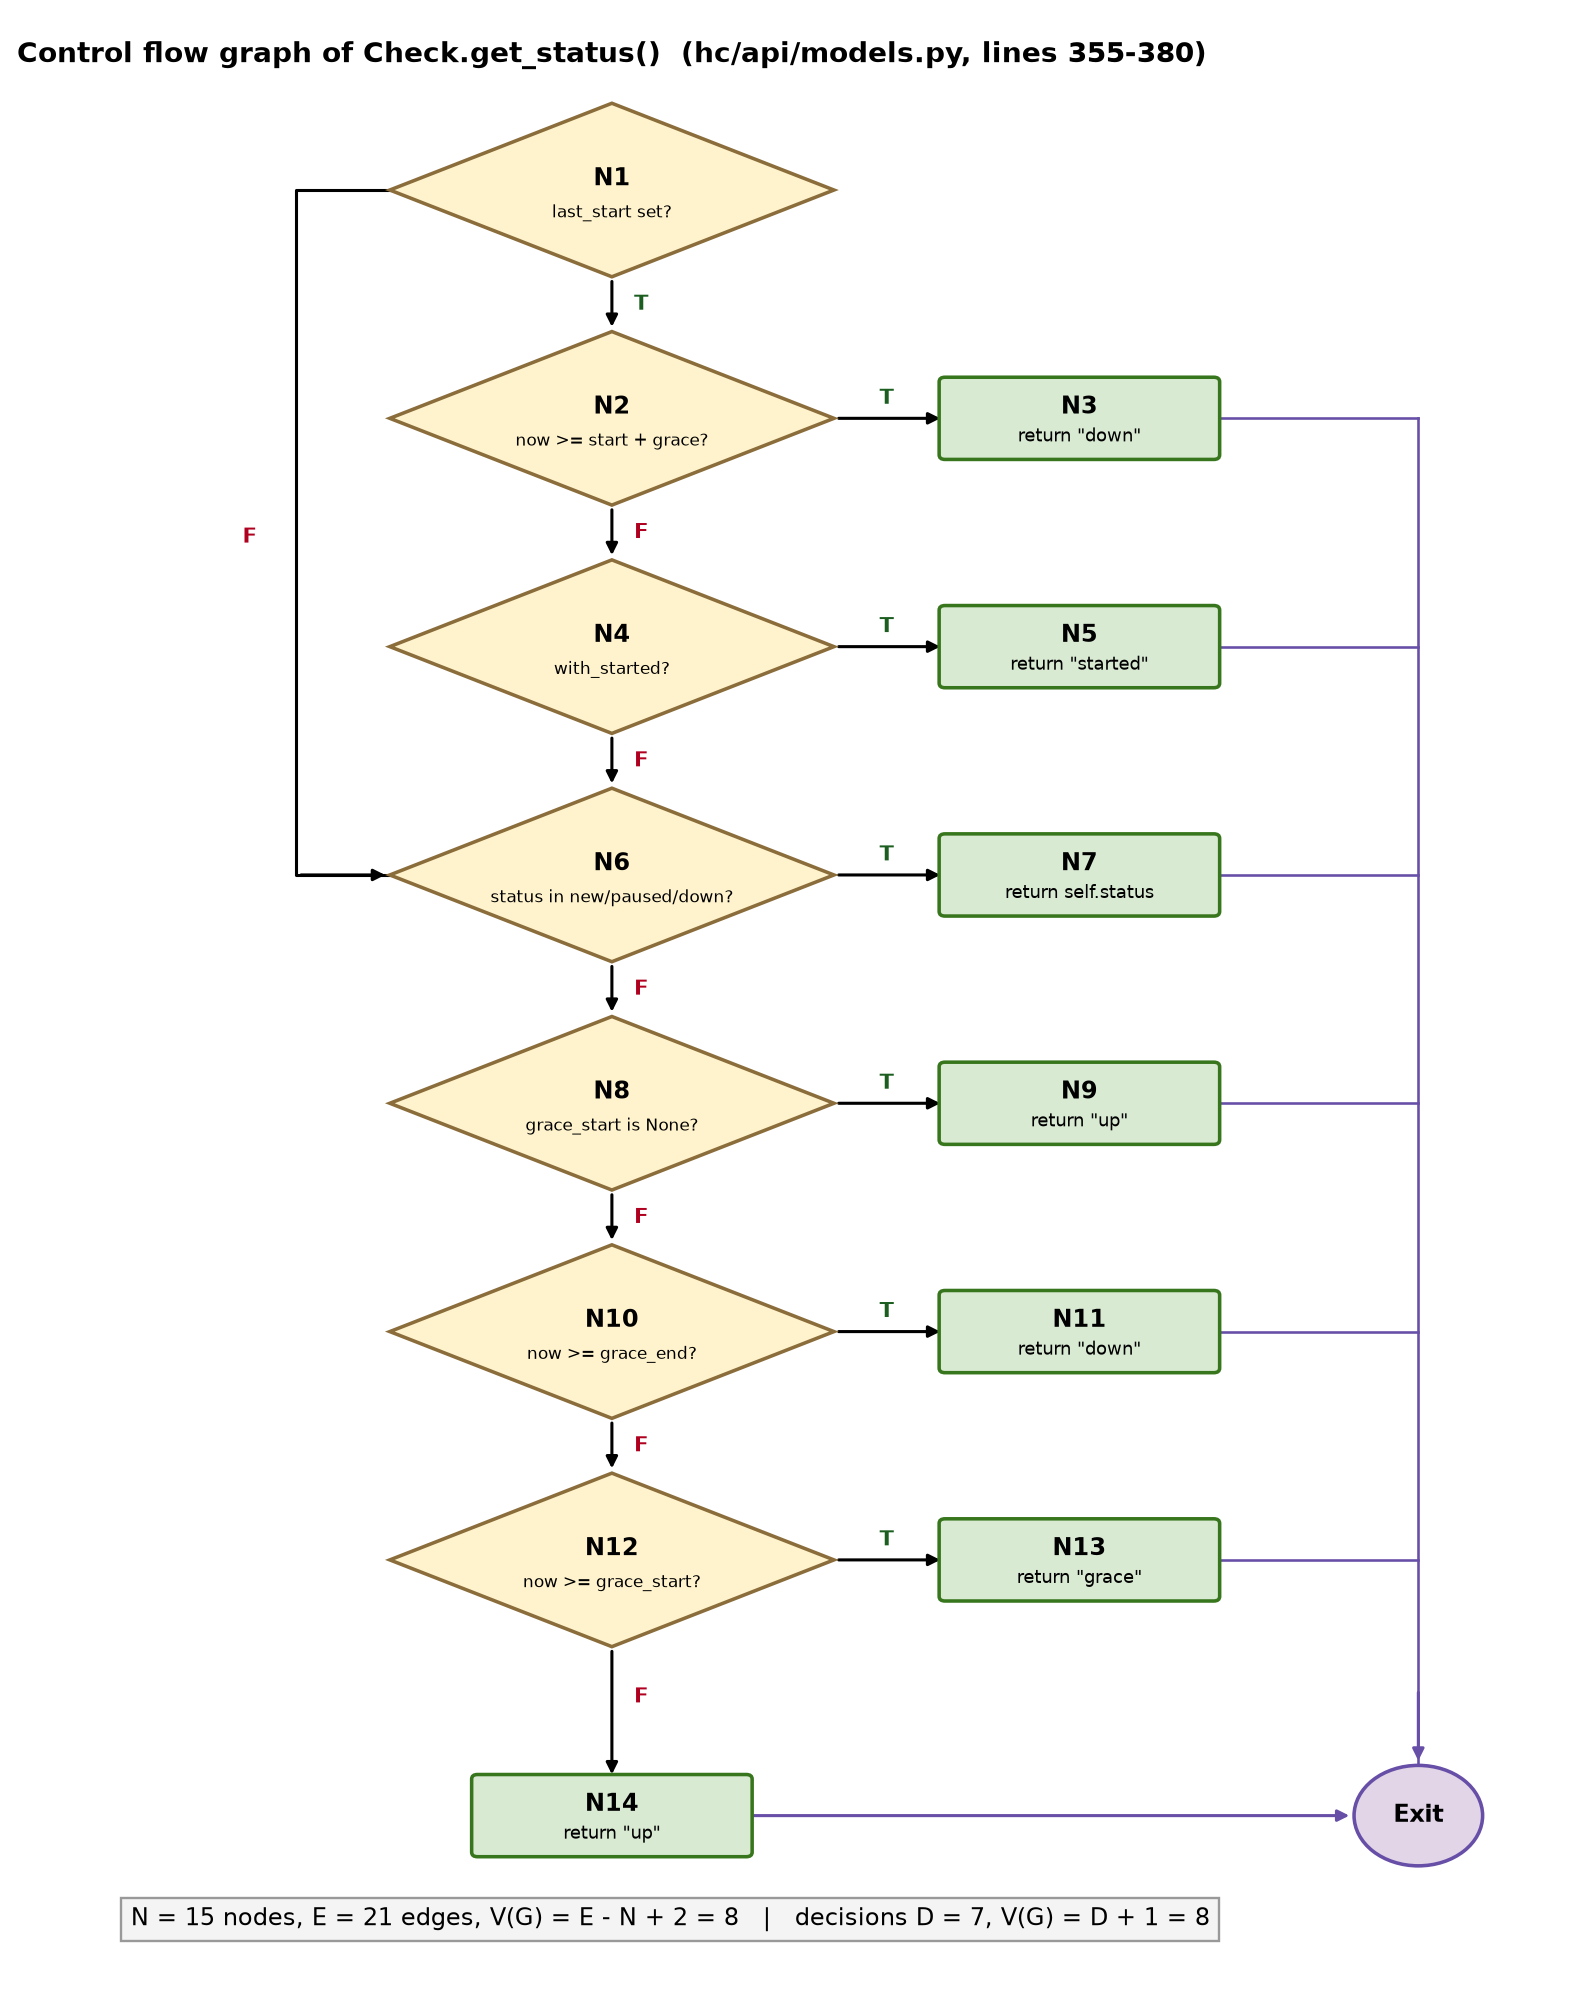 Control flow graph of Check.get_status()  (hc/api/models.py, lines 355-380)
N1
last_start set?
T
N2
now >= start + grace?
T
N3
return "down"
F
F
N4
with_started?
T
N5
return "started"
F
N6
status in new/paused/down?
T
N7
return self.status
F
N8
grace_start is None?
T
N9
return "up"
F
N10
now >= grace_end?
T
N11
return "down"
F
N12
now >= grace_start?
T
N13
return "grace"
F
N14
return "up"
Exit
N = 15 nodes, E = 21 edges, V(G) = E - N + 2 = 8   |   decisions D = 7, V(G) = D + 1 = 8